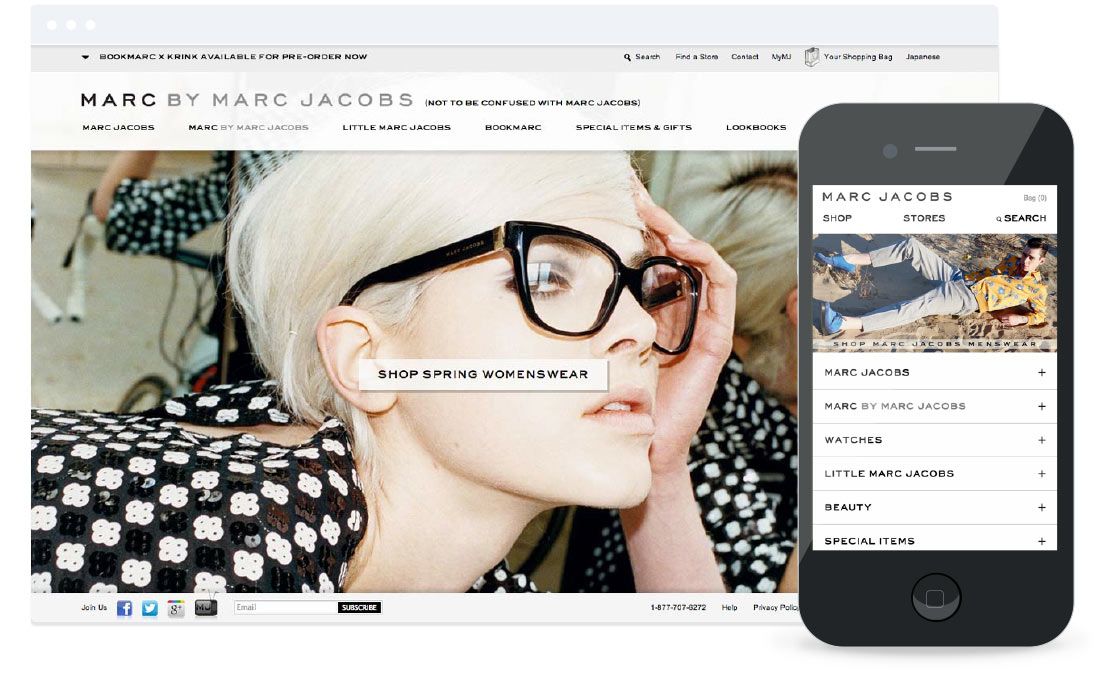 BOOKMARC X KRINK AVAILABLE FOR PRE-ORDER NOW Search Find a Store Contact MyMJ Your Shopping Bag Japanese
MARC BY MARC JACOBS (NOT TO BE CONFUSED WITH MARC JACOBS)
MARC JACOBS MARC BY MARC JACOBS LITTLE MARC JACOBS BOOKMARC SPECIAL ITEMS & GIFTS LOOKBOOKS
MARC JACOBS
SHOP SPRING WOMENSWEAR
Join Us g+ MJ Email SUBSCRIBE 1-877-707-6272 Help Privacy Policy
MARC JACOBS Bag (0)
SHOP STORES SEARCH
SHOP MARC JACOBS MENSWEAR
MARC JACOBS +
MARC BY MARC JACOBS +
WATCHES +
LITTLE MARC JACOBS +
BEAUTY +
SPECIAL ITEMS +